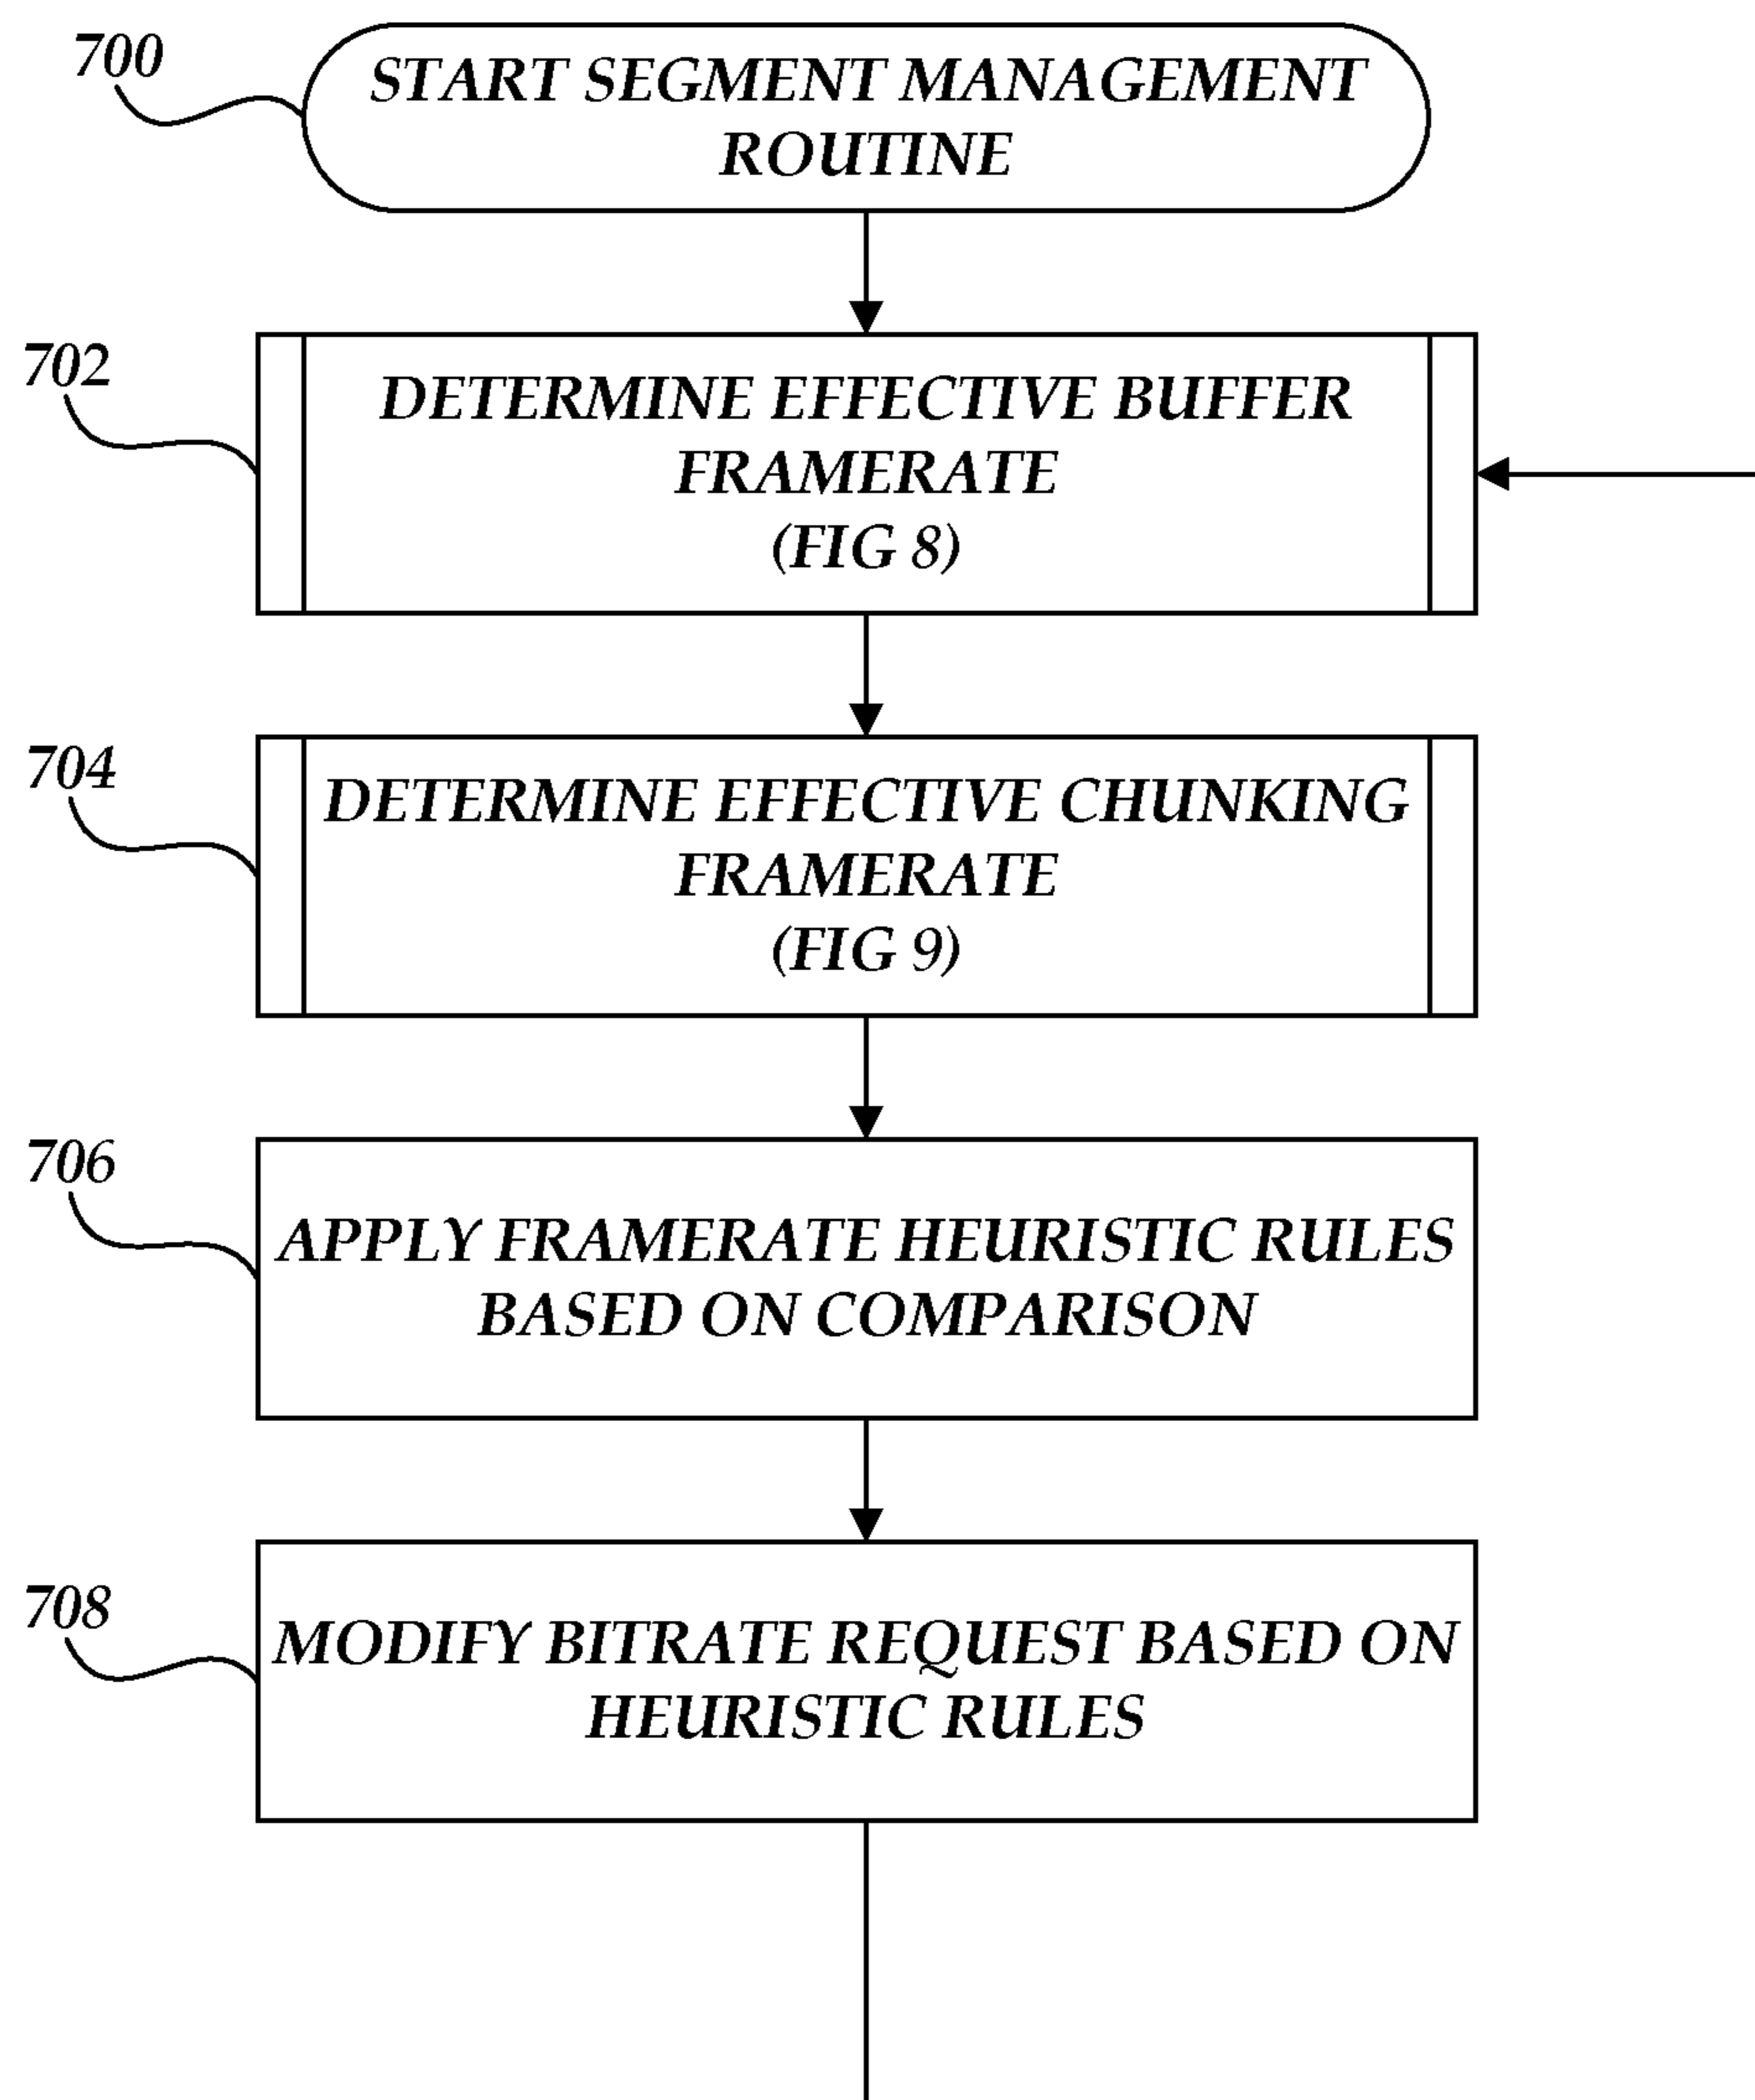 700
START SEGMENT MANAGEMENT
ROUTINE
702
DETERMINE EFFECTIVE BUFFER
FRAMERATE
(FIG 8)
704
DETERMINE EFFECTIVE CHUNKING
FRAMERATE
(FIG 9)
706
APPLY FRAMERATE HEURISTIC RULES
BASED ON COMPARISON
708
MODIFY BITRATE REQUEST BASED ON
HEURISTIC RULES